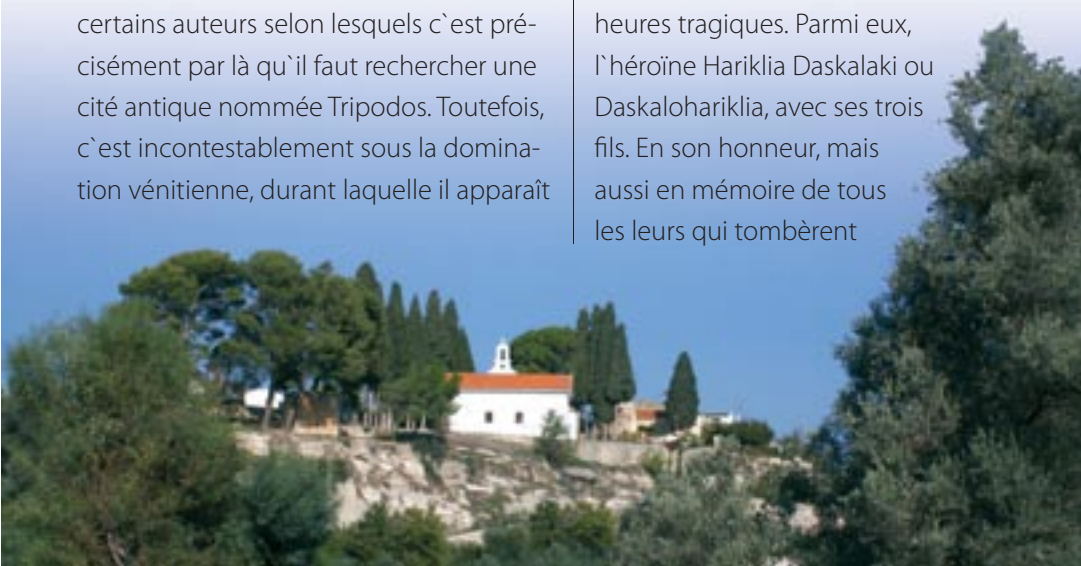 certains auteurs selon lesquels c`est pré-
cisément par là qu`il faut rechercher une
cité antique nommée Tripodos. Toutefois,
c`est incontestablement sous la domina-
tion vénitienne, durant laquelle il apparaît
heures tragiques. Parmi eux,
l`héroïne Hariklia Daskalaki ou
Daskalohariklia, avec ses trois
fils. En son honneur, mais
aussi en mémoire de tous
les leurs qui tombèrent